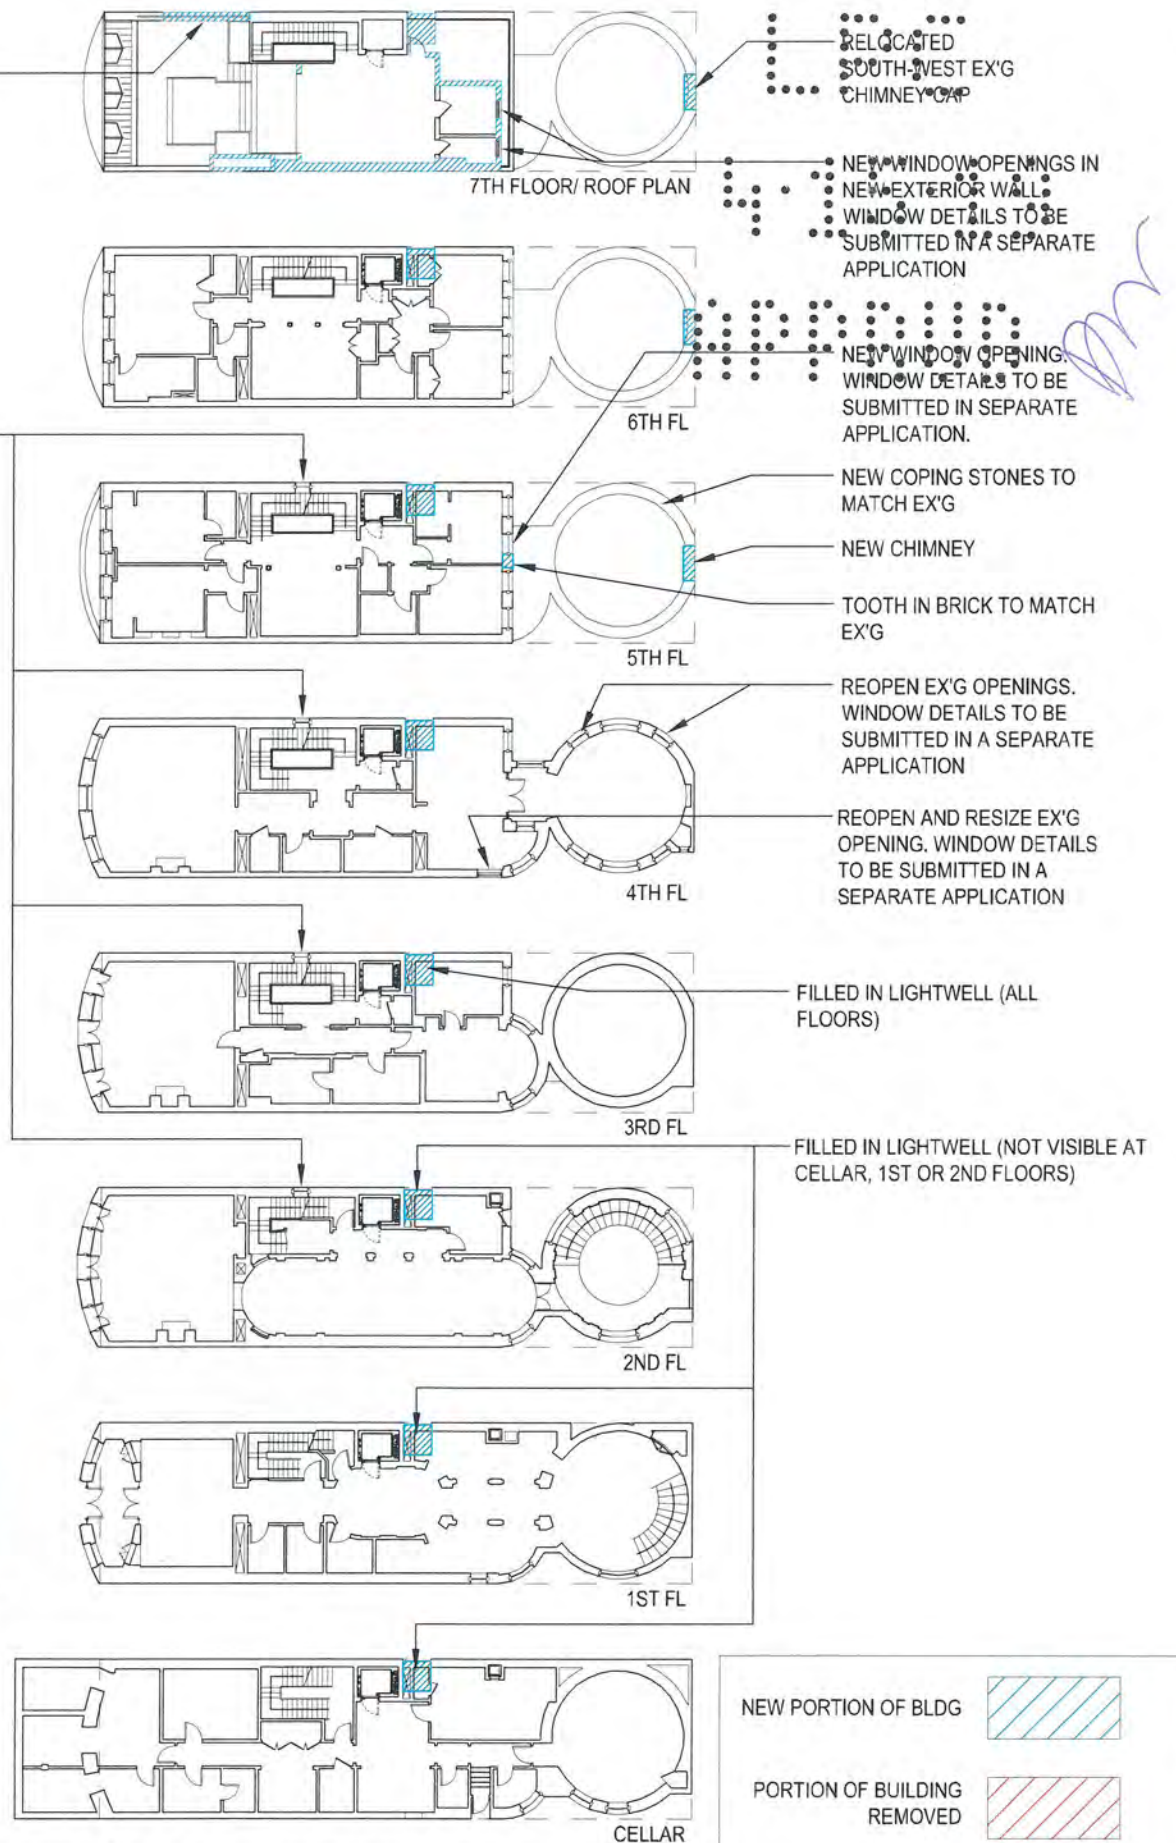 RELOCATED
SOUTH-WEST EX'G
CHIMNEY CAP
7TH FLOOR/ ROOF PLAN
NEW WINDOW OPENINGS IN
NEW EXTERIOR WALL.
WINDOW DETAILS TO BE
SUBMITTED IN A SEPARATE
APPLICATION
6TH FL
NEW WINDOW OPENING.
WINDOW DETAILS TO BE
SUBMITTED IN SEPARATE
APPLICATION.
NEW COPING STONES TO
MATCH EX'G
NEW CHIMNEY
TOOTH IN BRICK TO MATCH
EX'G
5TH FL
REOPEN EX'G OPENINGS.
WINDOW DETAILS TO BE
SUBMITTED IN A SEPARATE
APPLICATION
REOPEN AND RESIZE EX'G
OPENING. WINDOW DETAILS
TO BE SUBMITTED IN A
SEPARATE APPLICATION
4TH FL
FILLED IN LIGHTWELL (ALL
FLOORS)
3RD FL
FILLED IN LIGHTWELL (NOT VISIBLE AT
CELLAR, 1ST OR 2ND FLOORS)
2ND FL
1ST FL
CELLAR
NEW PORTION OF BLDG
PORTION OF BUILDING
REMOVED